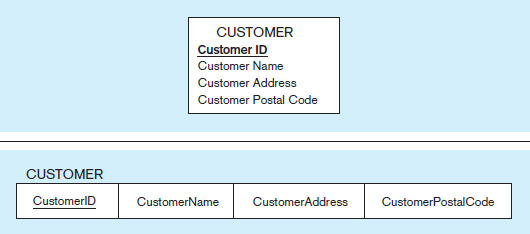 CUSTOMER
Customer ID
Customer Name
Customer Address
Customer Postal Code
CUSTOMER
CustomerID CustomerName CustomerAddress CustomerPostalCode